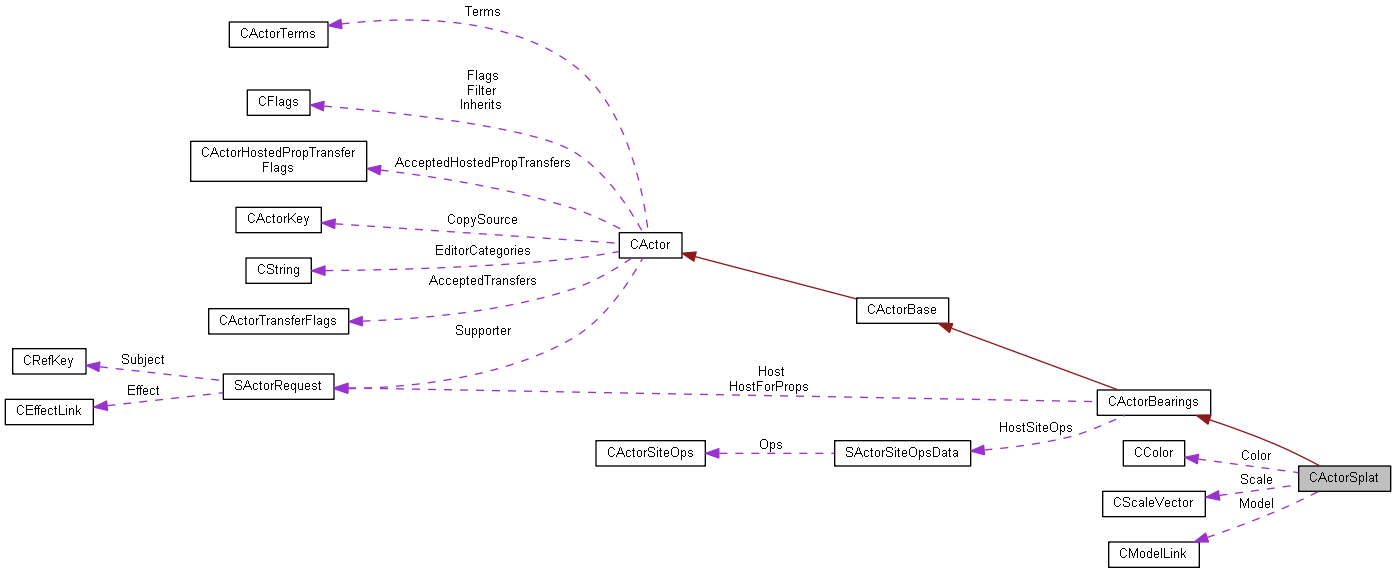 Terms
CActorTerms
Flags
Filter
Inherits
CFlags
CActorHostedPropTransfer
Flags
AcceptedHostedPropTransfers
CActorKey
CopySource
CActor
EditorCategories
CString
AcceptedTransfers
CActorTransferFlags
CActorBase
Supporter
CRefKey
Subject
SActorRequest
Host
HostForProps
Effect
CEffectLink
CActorBearings
HostSiteOps
CActorSiteOps
Ops
SActorSiteOpsData
CColor
Color
CActorSplat
Scale
CScaleVector
Model
CModelLink